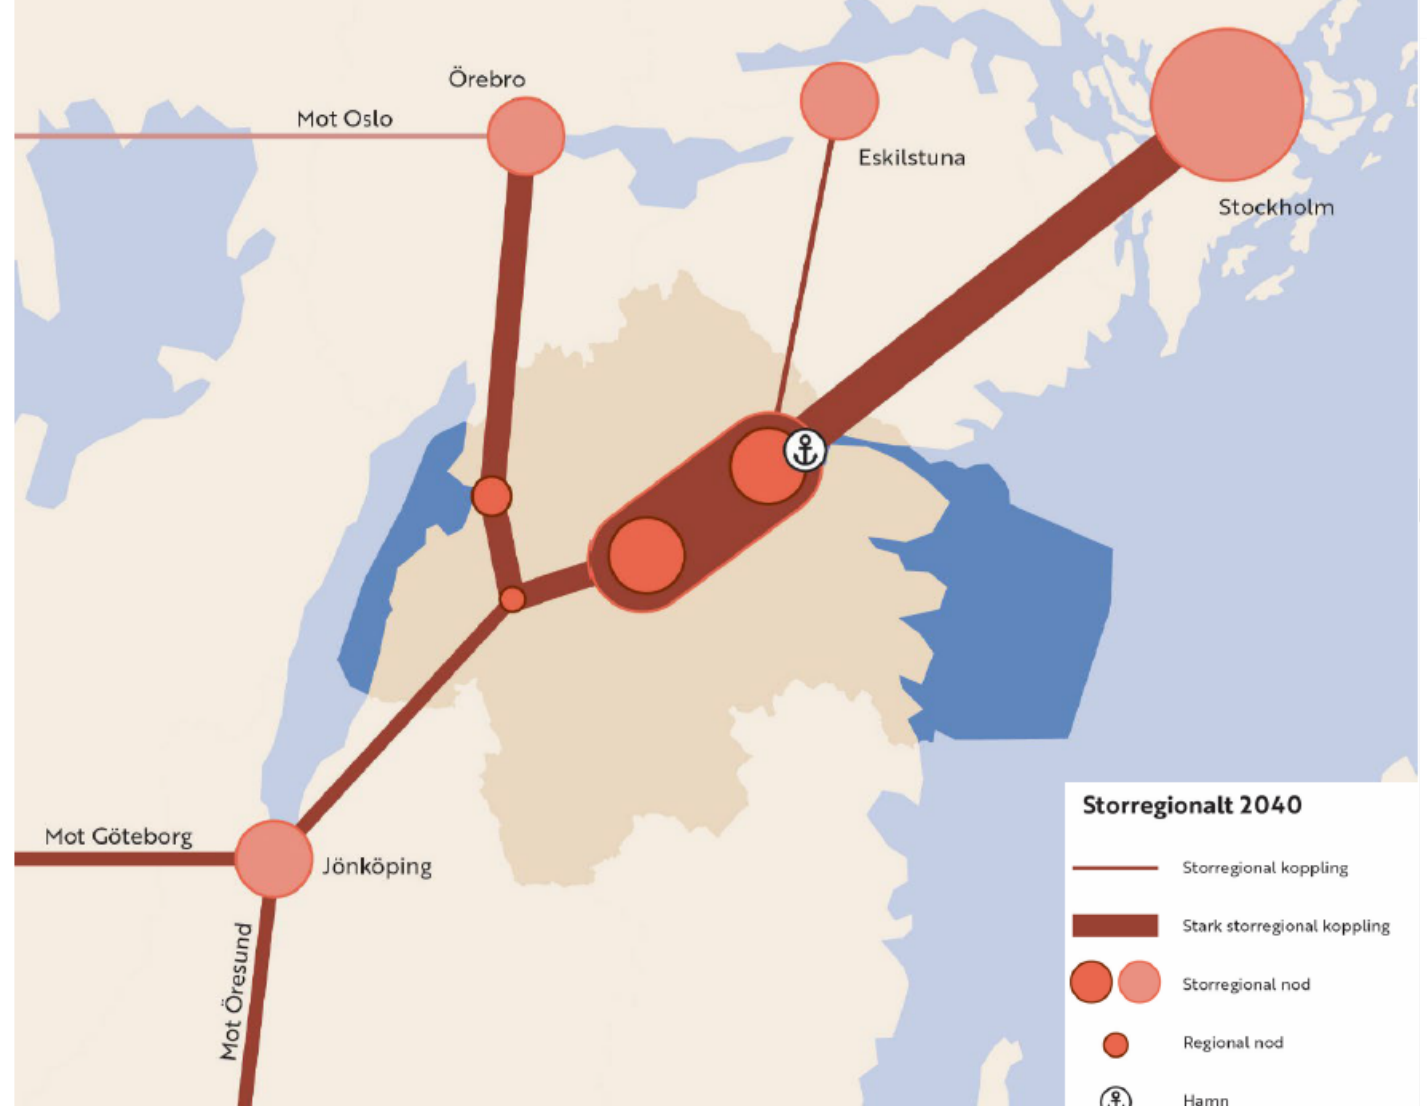 Örebro
Mot Oslo
Eskilstuna
Stockholm
Mot Göteborg
Jönköping
Mot Öresund
Storregionalt 2040
Storregional koppling
Stark storregional koppling
Storregional nod
Regional nod
Hamn